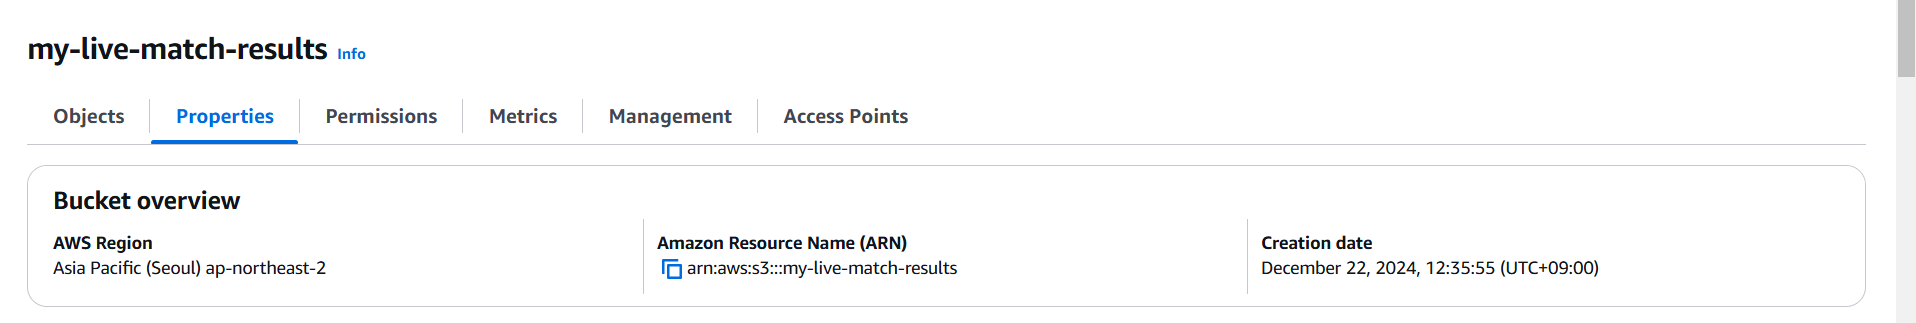 my-live-match-results Info
Objects Properties Permissions Metrics Management Access Points
Bucket overview
AWS Region
Asia Pacific (Seoul) ap-northeast-2
Amazon Resource Name (ARN)
arn:aws:s3:::my-live-match-results
Creation date
December 22, 2024, 12:35:55 (UTC+09:00)